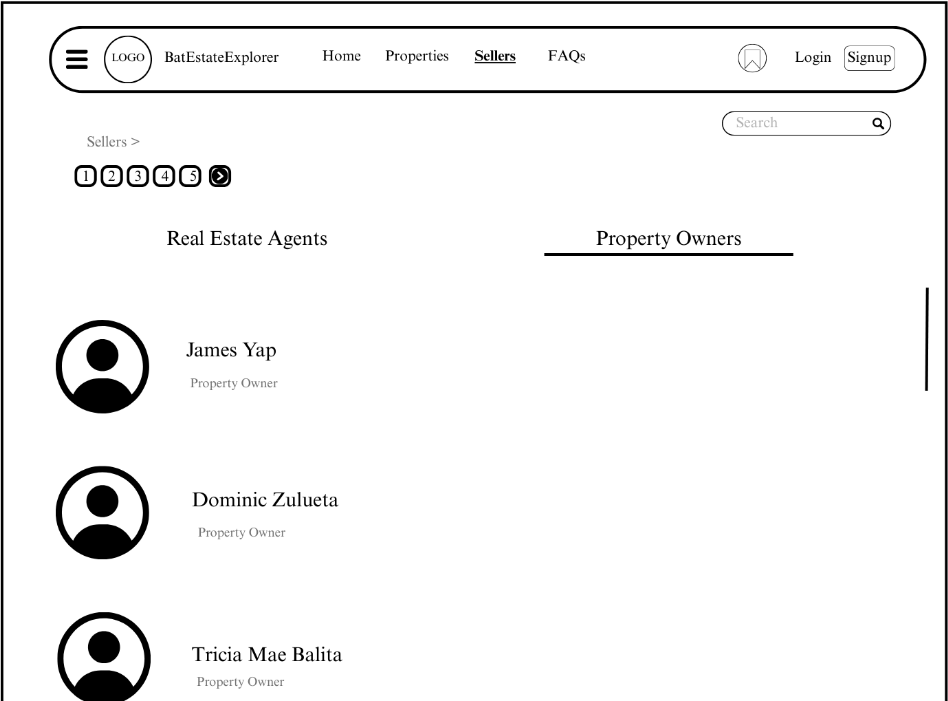 LOGO BatEstateExplorer Home Properties Sellers FAQs Login Signup
Search
Sellers >
1 2 3 4 5
Real Estate Agents Property Owners
James Yap
Property Owner
Dominic Zulueta
Property Owner
Tricia Mae Balita
Property Owner